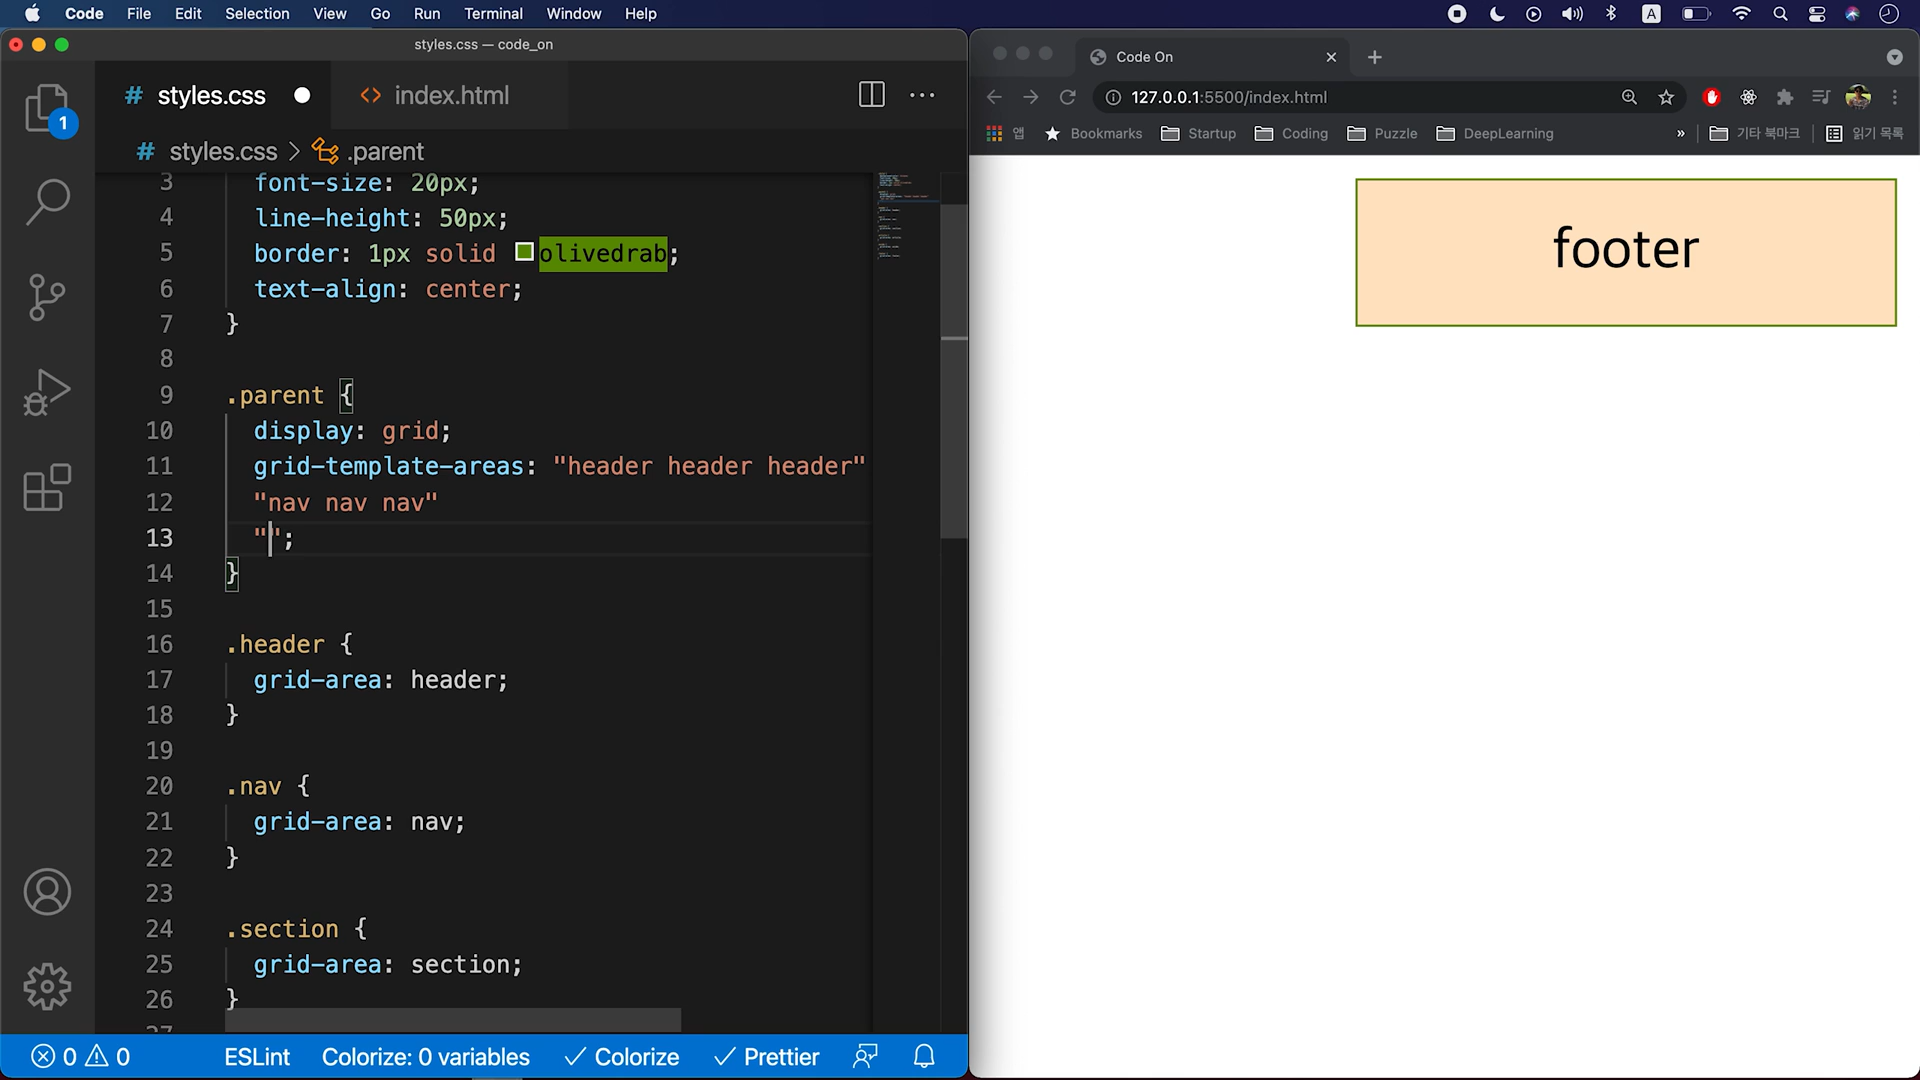 Code File Edit Selection View Go Run Terminal Window Help
A
styles.css — code_on
# styles.css
<> index.html
1
# styles.css > .parent
3 font-size: 20px;
4 line-height: 50px;
5 border: 1px solid olivedrab;
6 text-align: center;
7 }
8
9 .parent {
10 display: grid;
11 grid-template-areas: "header header header"
12 "nav nav nav"
13 "";
14 }
15
16 .header {
17 grid-area: header;
18 }
19
20 .nav {
21 grid-area: nav;
22 }
23
24 .section {
25 grid-area: section;
26 }
27
0 0 ESLint Colorize: 0 variables Colorize Prettier
Code On
127.0.0.1:5500/index.html
앱 Bookmarks Startup Coding Puzzle DeepLearning » 기타 북마크 읽기 목록
footer